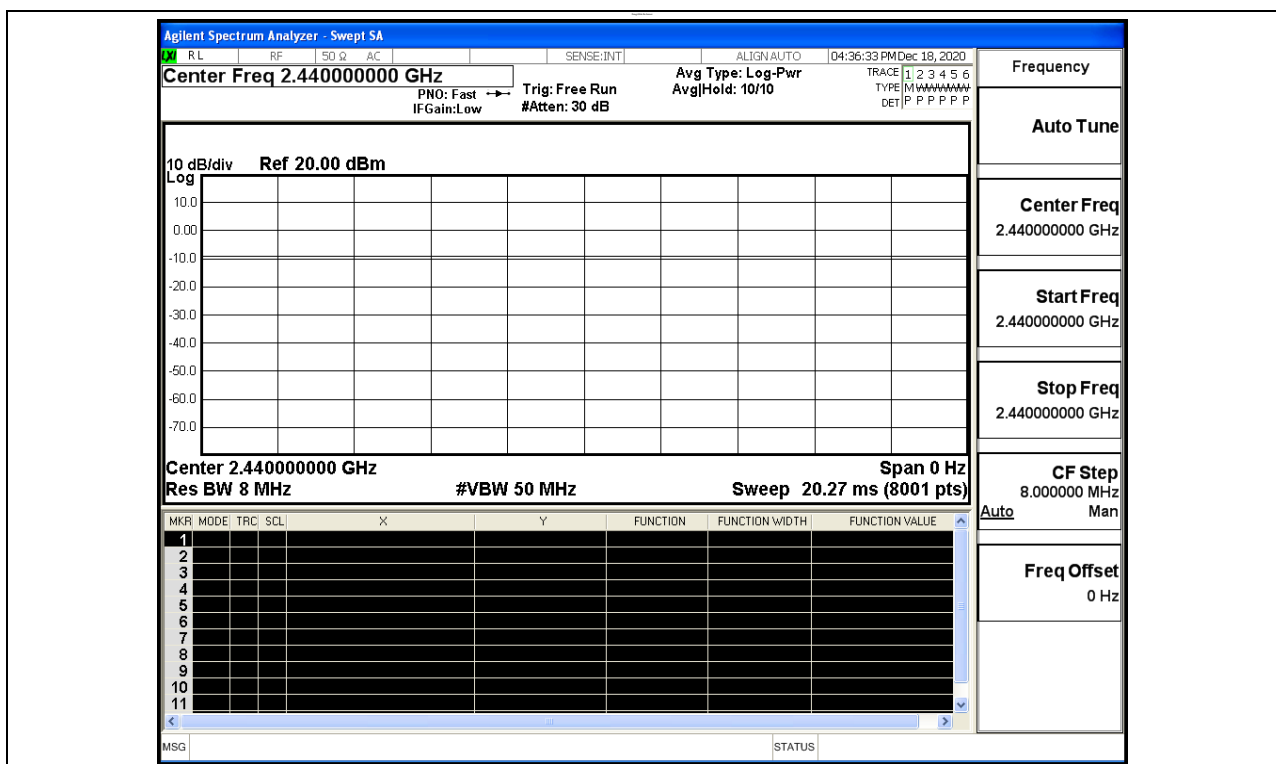 Agilent Spectrum Analyzer - Swept SA
LXI RL RF 50 Ω AC SENSE:INT ALIGN AUTO 04:36:33 PM Dec 18, 2020
Center Freq 2.440000000 GHz
PNO: Fast
IFGain:Low
Trig: Free Run
#Atten: 30 dB
Avg Type: Log-Pwr
Avg|Hold: 10/10
TRACE 1 2 3 4 5 6
TYPE M
DET P P P P P P
10 dB/div Ref 20.00 dBm
Log
10.0
0.00
-10.0
-20.0
-30.0
-40.0
-50.0
-60.0
-70.0
Center 2.440000000 GHz Span 0 Hz
Res BW 8 MHz #VBW 50 MHz Sweep 20.27 ms (8001 pts)
MKR MODE TRC SCL X Y FUNCTION FUNCTION WIDTH FUNCTION VALUE
1
2
3
4
5
6
7
8
9
10
11
MSG STATUS
Frequency
Auto Tune
Center Freq
2.440000000 GHz
Start Freq
2.440000000 GHz
Stop Freq
2.440000000 GHz
CF Step
8.000000 MHz
Auto Man
Freq Offset
0 Hz